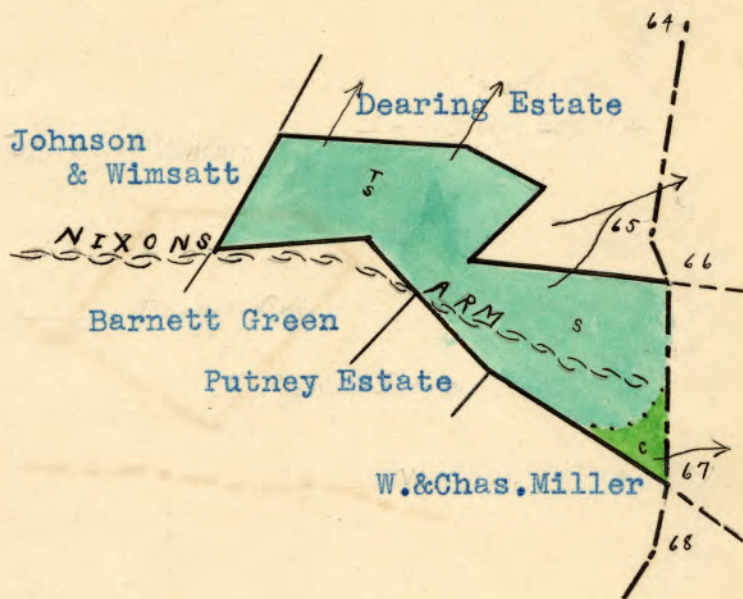 64
Dearing Estate
Johnson
& Wimsatt
T
S
65
NIXONS
66
ARM
Barnett Green
S
Putney Estate
C
67
W.&Chas.Miller
68